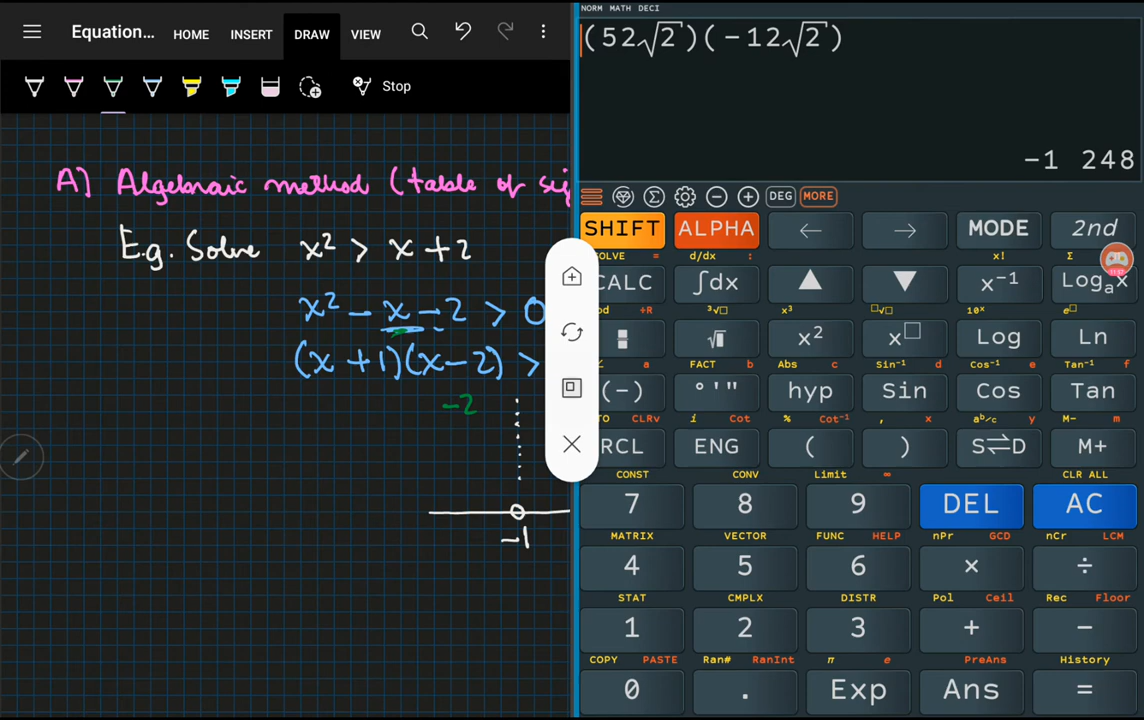 Equation...
HOME INSERT DRAW VIEW
Stop
A) Algebraic method (table of sig
E.g. Solve x² > x + 2
x² - x - 2 > 0
(x + 1)(x - 2) >
-2
-1
NORM MATH DECI
(52√2)(-12√2)
-1 248
DEG MORE
SHIFT ALPHA ← → MODE 2nd
SOLVE = d/dx : x! Σ
CALC ∫dx ▲ ▼ x⁻¹ Logₐx
od +R ³√□ x³ □√□ 10ˣ e□
√ x² x□ Log Ln
a FACT b Abs c Sin⁻¹ d Cos⁻¹ e Tan⁻¹ f
(-) °'" hyp Sin Cos Tan
TO CLRv i Cot % Cot⁻¹ , x a b/c y M- m
RCL ENG ( ) S⇌D M+
CONST CONV Limit ∞ CLR ALL
7 8 9 DEL AC
MATRIX VECTOR FUNC HELP nPr GCD nCr LCM
4 5 6 × ÷
STAT CMPLX DISTR Pol Ceil Rec Floor
1 2 3 + −
COPY PASTE Ran# RanInt π e PreAns History
0 . Exp Ans =